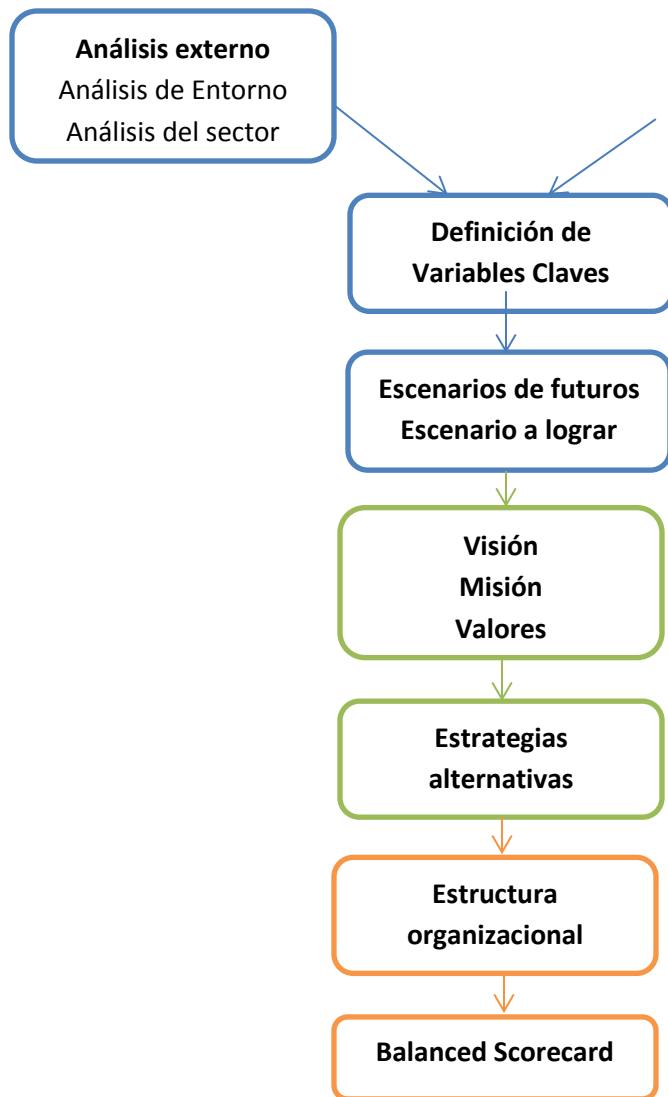 Análisis externo
Análisis de Entorno
Análisis del sector
Definición de
Variables Claves
Escenarios de futuros
Escenario a lograr
Visión
Misión
Valores
Estrategias
alternativas
Estructura
organizacional
Balanced Scorecard